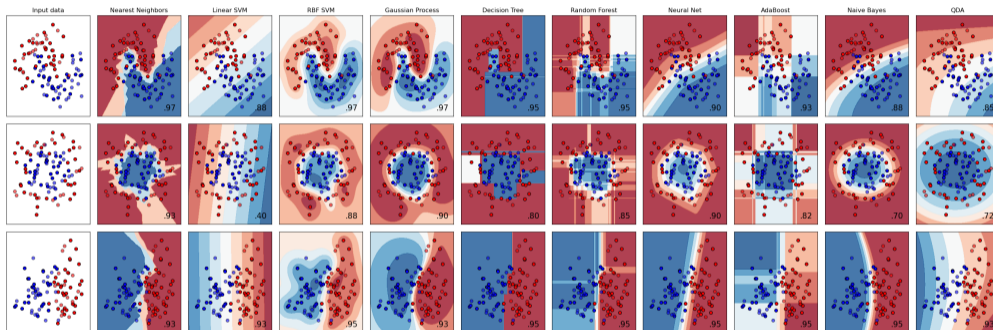 Input data Nearest Neighbors Linear SVM RBF SVM Gaussian Process Decision Tree Random Forest Neural Net AdaBoost Naive Bayes QDA
.97 .88 .97 .97 .95 .95 .90 .93 .88 .85
.93 .40 .88 .90 .80 .85 .90 .82 .70 .72
.93 .93 .95 .93 .95 .95 .95 .95 .95